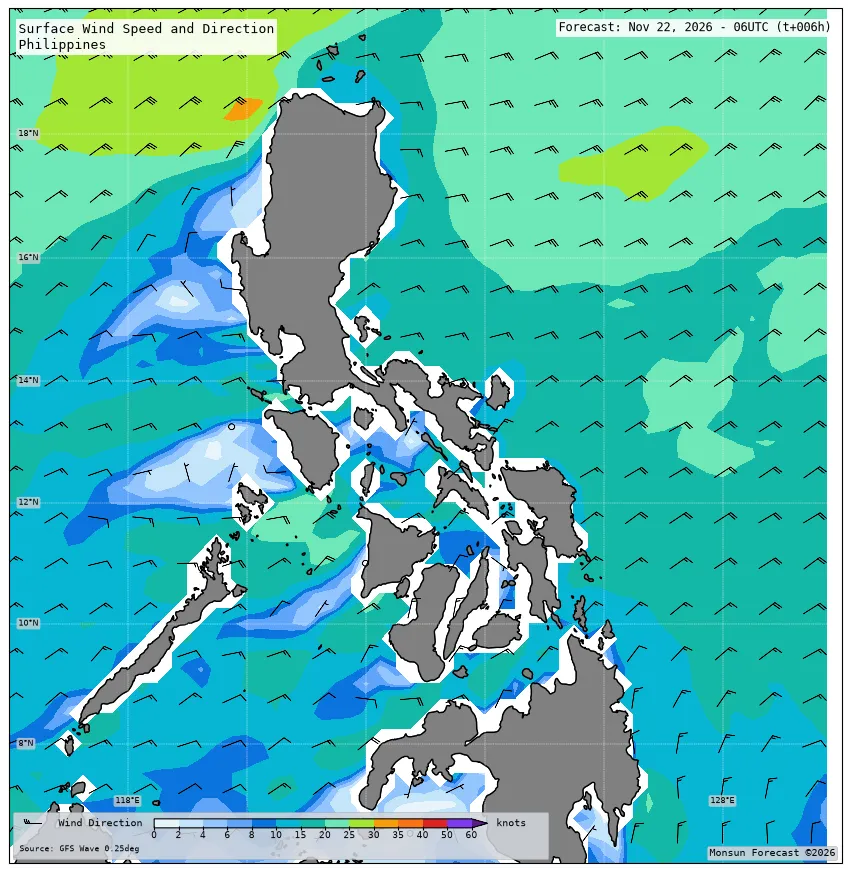 Surface Wind Speed and Direction
Philippines
Forecast: Nov 22, 2026 - 06UTC (t+006h)
18°N
16°N
14°N
12°N
10°N
8°N
118°E
128°E
Wind Direction
knots
0 2 4 6 8 10 15 20 25 30 35 40 50 60
Source: GFS Wave 0.25deg
Monsun Forecast ©2026